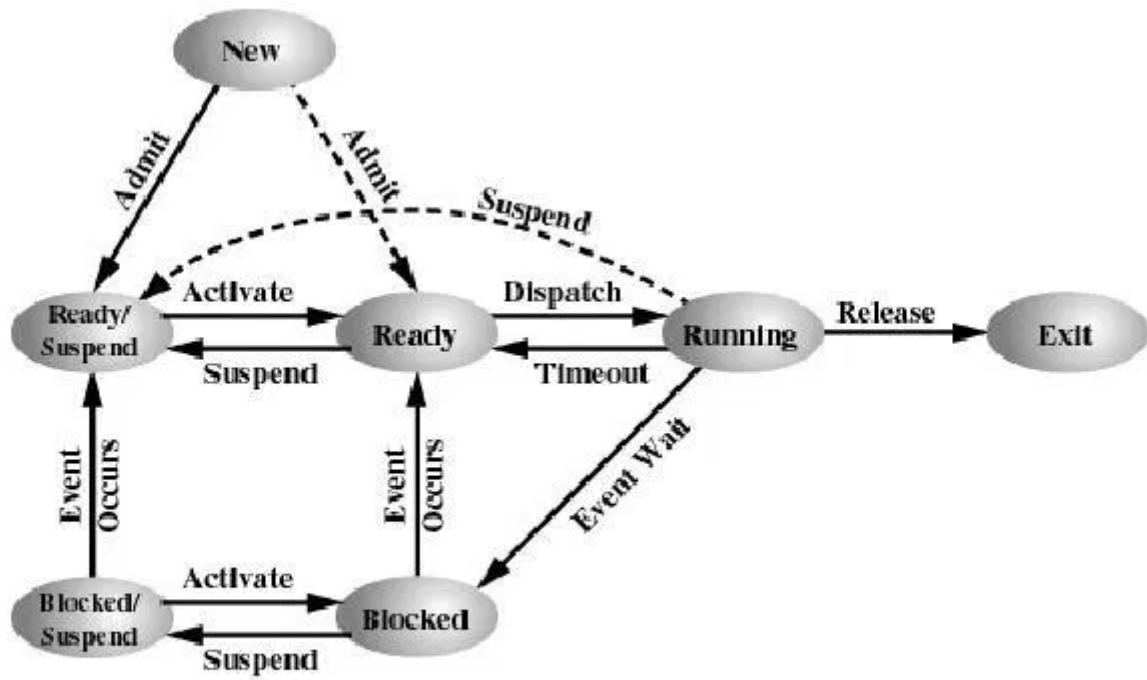 New
Admit
Admit
Suspend
Ready/
Suspend
Activate
Suspend
Ready
Dispatch
Timeout
Running
Release
Exit
Event
Occurs
Event
Occurs
Event Wait
Blocked/
Suspend
Activate
Suspend
Blocked